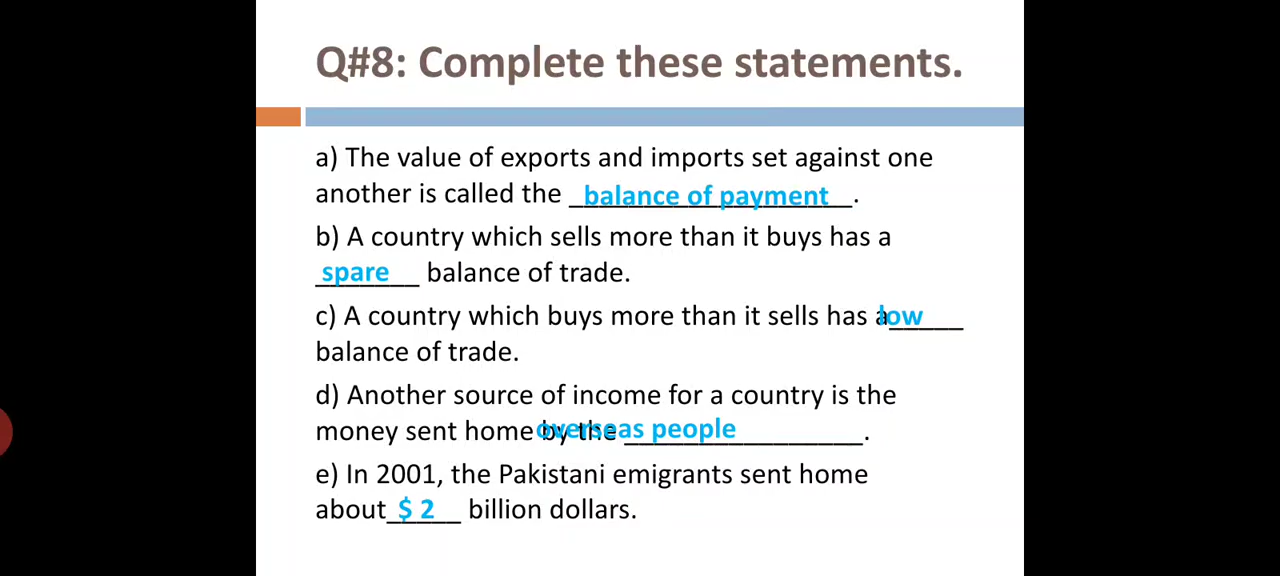 Q#8: Complete these statements.
a) The value of exports and imports set against one
another is called the balance of payment.
b) A country which sells more than it buys has a
spare balance of trade.
c) A country which buys more than it sells has a low
balance of trade.
d) Another source of income for a country is the
money sent home by the overseas people.
e) In 2001, the Pakistani emigrants sent home
about $ 2 billion dollars.